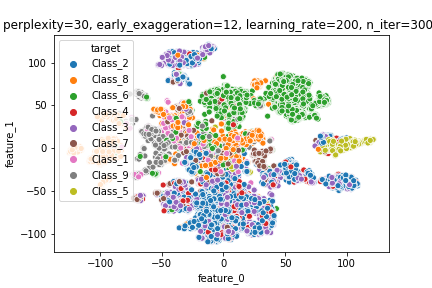 perplexity=30, early_exaggeration=12, learning_rate=200, n_iter=300
target
Class_2
Class_8
Class_6
Class_4
Class_3
Class_7
Class_1
Class_9
Class_5
100
50
0
−50
−100
feature_1
−100 −50 0 50 100
feature_0